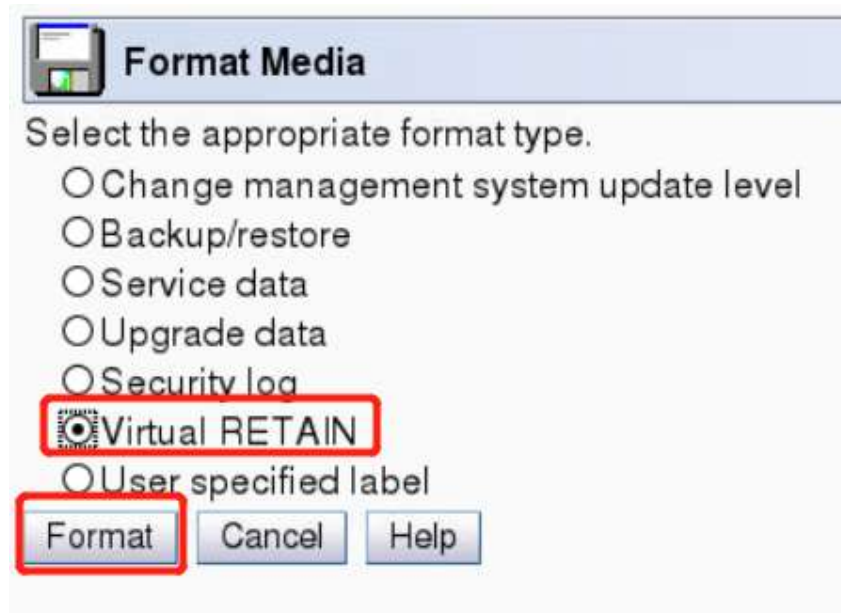 Format Media
Select the appropriate format type.
Change management system update level
Backup/restore
Service data
Upgrade data
Security log
Virtual RETAIN
User specified label
Format Cancel Help